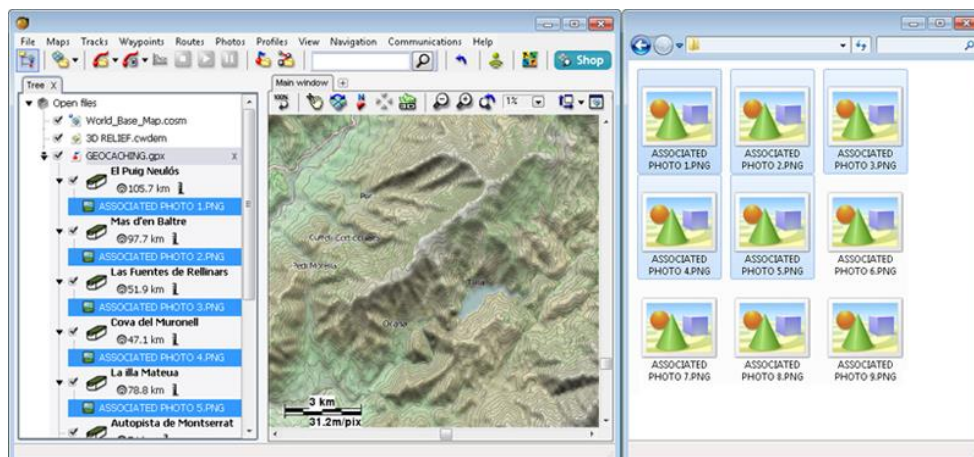 File Maps Tracks Waypoints Routes Photos Profiles View Navigation Communications Help
Shop
Tree X
Open files
World_Base_Map.cosm
3D RELIEF.cwdem
GEOCACHING.gpx x
El Puig Neulós
105.7 km
ASSOCIATED PHOTO 1.PNG
Mas d'en Baltre
97.7 km
ASSOCIATED PHOTO 2.PNG
Las Fuentes de Rellinars
51.9 km
ASSOCIATED PHOTO 3.PNG
Cova del Muronell
47.1 km
ASSOCIATED PHOTO 4.PNG
La illa Mateua
78.8 km
ASSOCIATED PHOTO 5.PNG
Autopista de Montserrat
Main window
100%
1%
Orana
3 km
31.2m/pix
ASSOCIATED
PHOTO 1.PNG
ASSOCIATED
PHOTO 2.PNG
ASSOCIATED
PHOTO 3.PNG
ASSOCIATED
PHOTO 4.PNG
ASSOCIATED
PHOTO 5.PNG
ASSOCIATED
PHOTO 6.PNG
ASSOCIATED
PHOTO 7.PNG
ASSOCIATED
PHOTO 8.PNG
ASSOCIATED
PHOTO 9.PNG